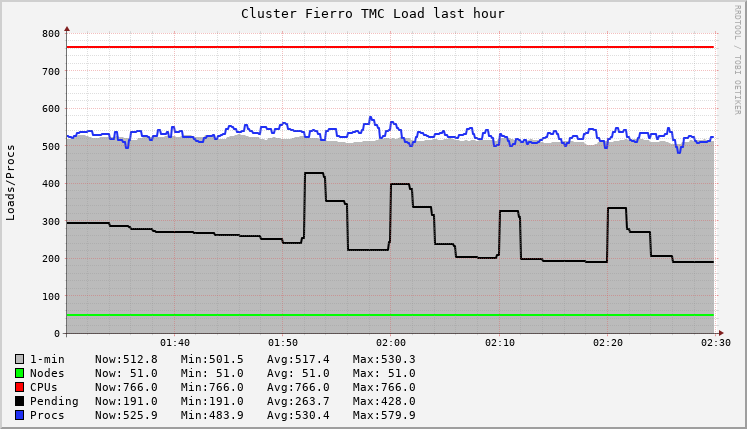 Cluster Fierro TMC Load last hour
RRDTOOL / TOBI OETIKER
Loads/Procs
800
700
600
500
400
300
200
100
0
01:40 01:50 02:00 02:10 02:20 02:30
1-min Now:512.8 Min:501.5 Avg:517.4 Max:530.3
Nodes Now: 51.0 Min: 51.0 Avg: 51.0 Max: 51.0
CPUs Now:766.0 Min:766.0 Avg:766.0 Max:766.0
Pending Now:191.0 Min:191.0 Avg:263.7 Max:428.0
Procs Now:525.9 Min:483.9 Avg:530.4 Max:579.9